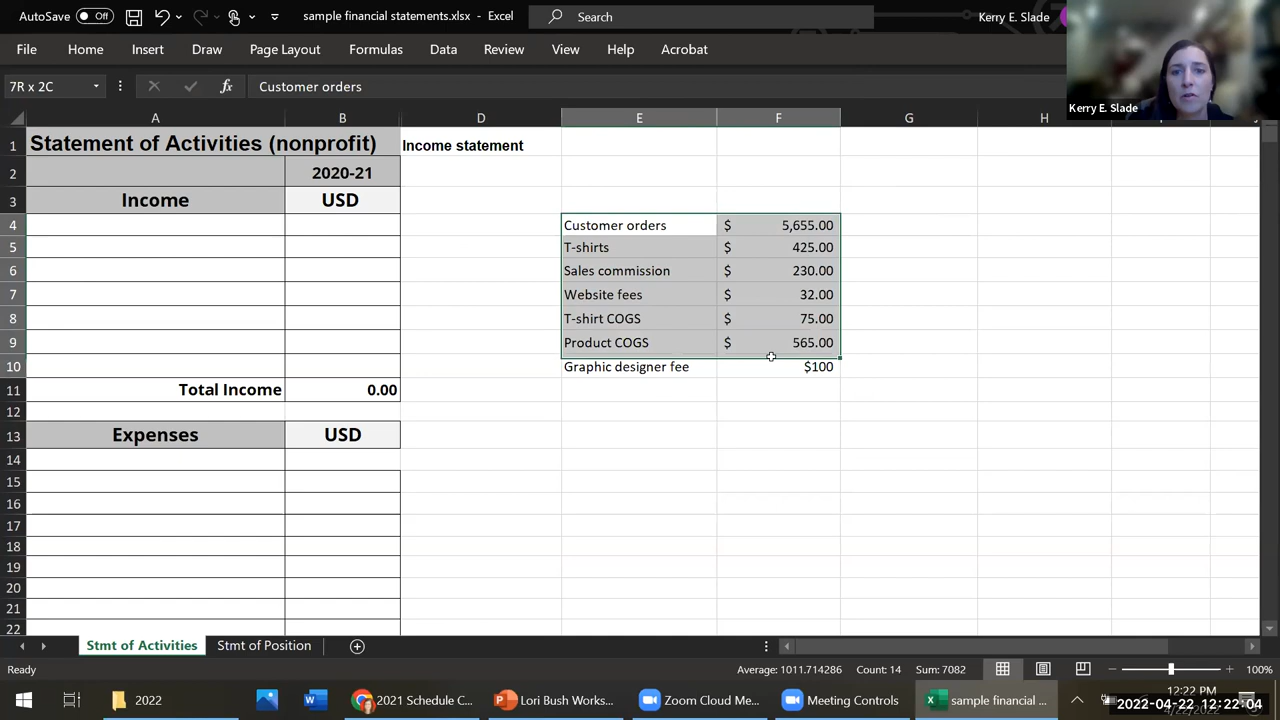 AutoSave Off sample financial statements.xlsx - Excel Search Kerry E. Slade
File Home Insert Draw Page Layout Formulas Data Review View Help Acrobat
Kerry E. Slade
7R x 2C fx Customer orders
A B D E F G H
1 Statement of Activities (nonprofit) Income statement
2 2020-21
3 Income USD
4 Customer orders $ 5,655.00
5 T-shirts $ 425.00
6 Sales commission $ 230.00
7 Website fees $ 32.00
8 T-shirt COGS $ 75.00
9 Product COGS $ 565.00
10 Graphic designer fee $100
11 Total Income 0.00
12
13 Expenses USD
14
15
16
17
18
19
20
21
22
Stmt of Activities Stmt of Position
Ready Average: 1011.714286 Count: 14 Sum: 7082 100%
2022 2021 Schedule C... Lori Bush Works... Zoom Cloud Me... Meeting Controls sample financial ... 12:22 PM
2022-04-22 12:22:04